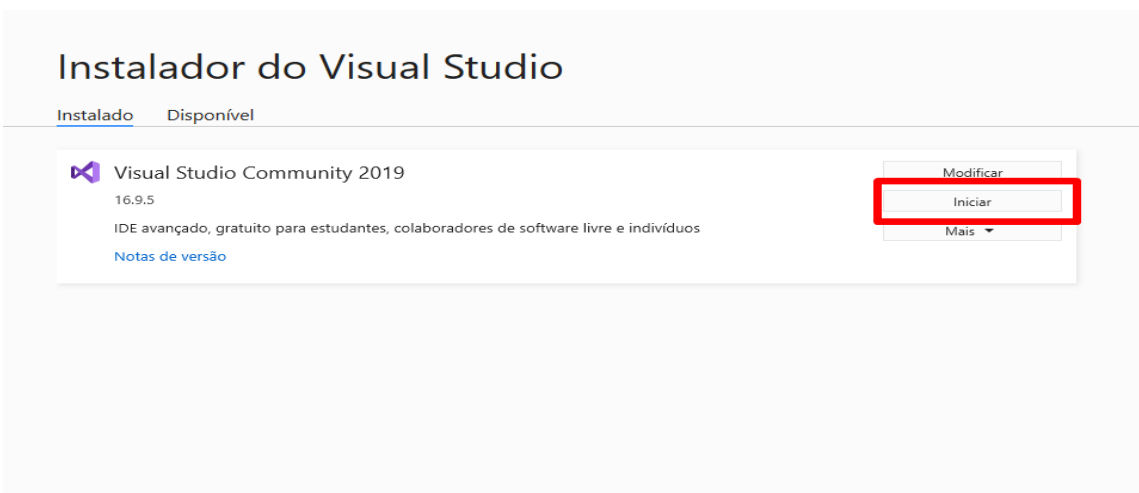 Instalador do Visual Studio
Instalado Disponível
Visual Studio Community 2019
16.9.5
IDE avançado, gratuito para estudantes, colaboradores de software livre e indivíduos
Notas de versão
Modificar
Iniciar
Mais